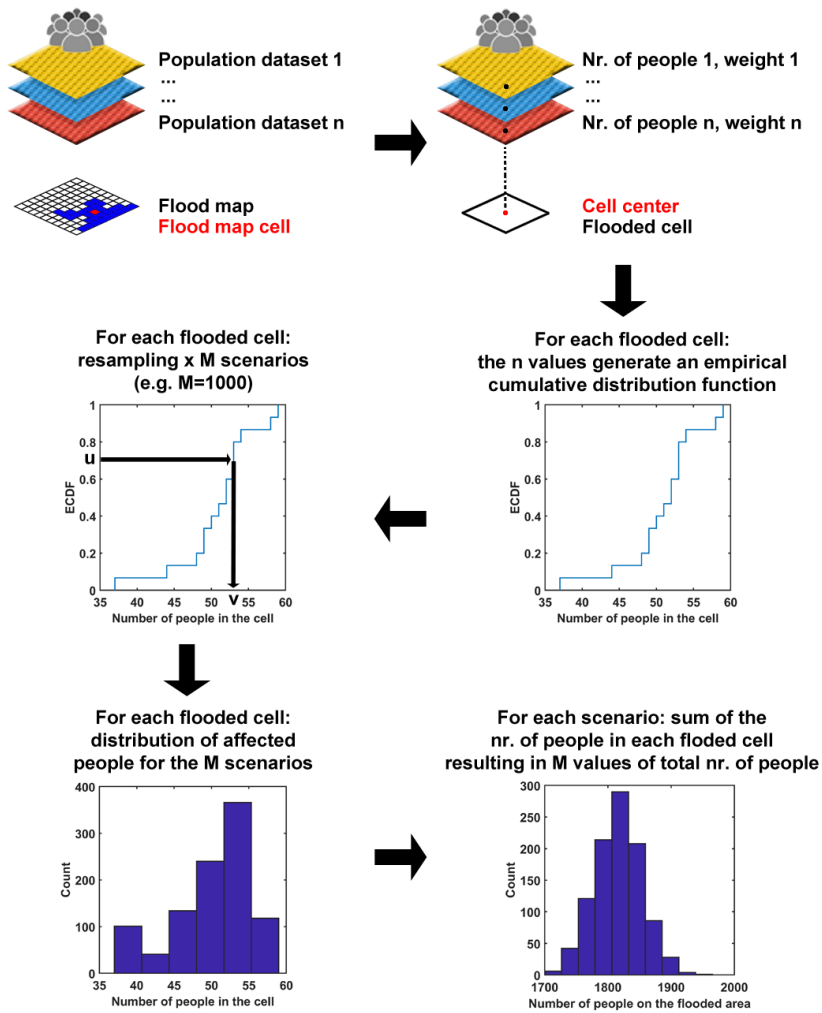 Population dataset 1
...
...
Population dataset n
Flood map
Flood map cell
Nr. of people 1, weight 1
...
...
Nr. of people n, weight n
Cell center
Flooded cell
For each flooded cell:
the n values generate an empirical
cumulative distribution function
1
0.8
0.6
0.4
0.2
0
ECDF
35 40 45 50 55 60
Number of people in the cell
For each flooded cell:
resampling x M scenarios
(e.g. M=1000)
1
0.8
u
0.6
0.4
0.2
0
ECDF
35 40 45 50 55 60
v
Number of people in the cell
For each flooded cell:
distribution of affected
people for the M scenarios
400
300
200
100
0
Count
35 40 45 50 55 60
Number of people in the cell
For each scenario: sum of the
nr. of people in each floded cell
resulting in M values of total nr. of people
300
250
200
150
100
50
0
Count
1700 1800 1900 2000
Number of people on the flooded area